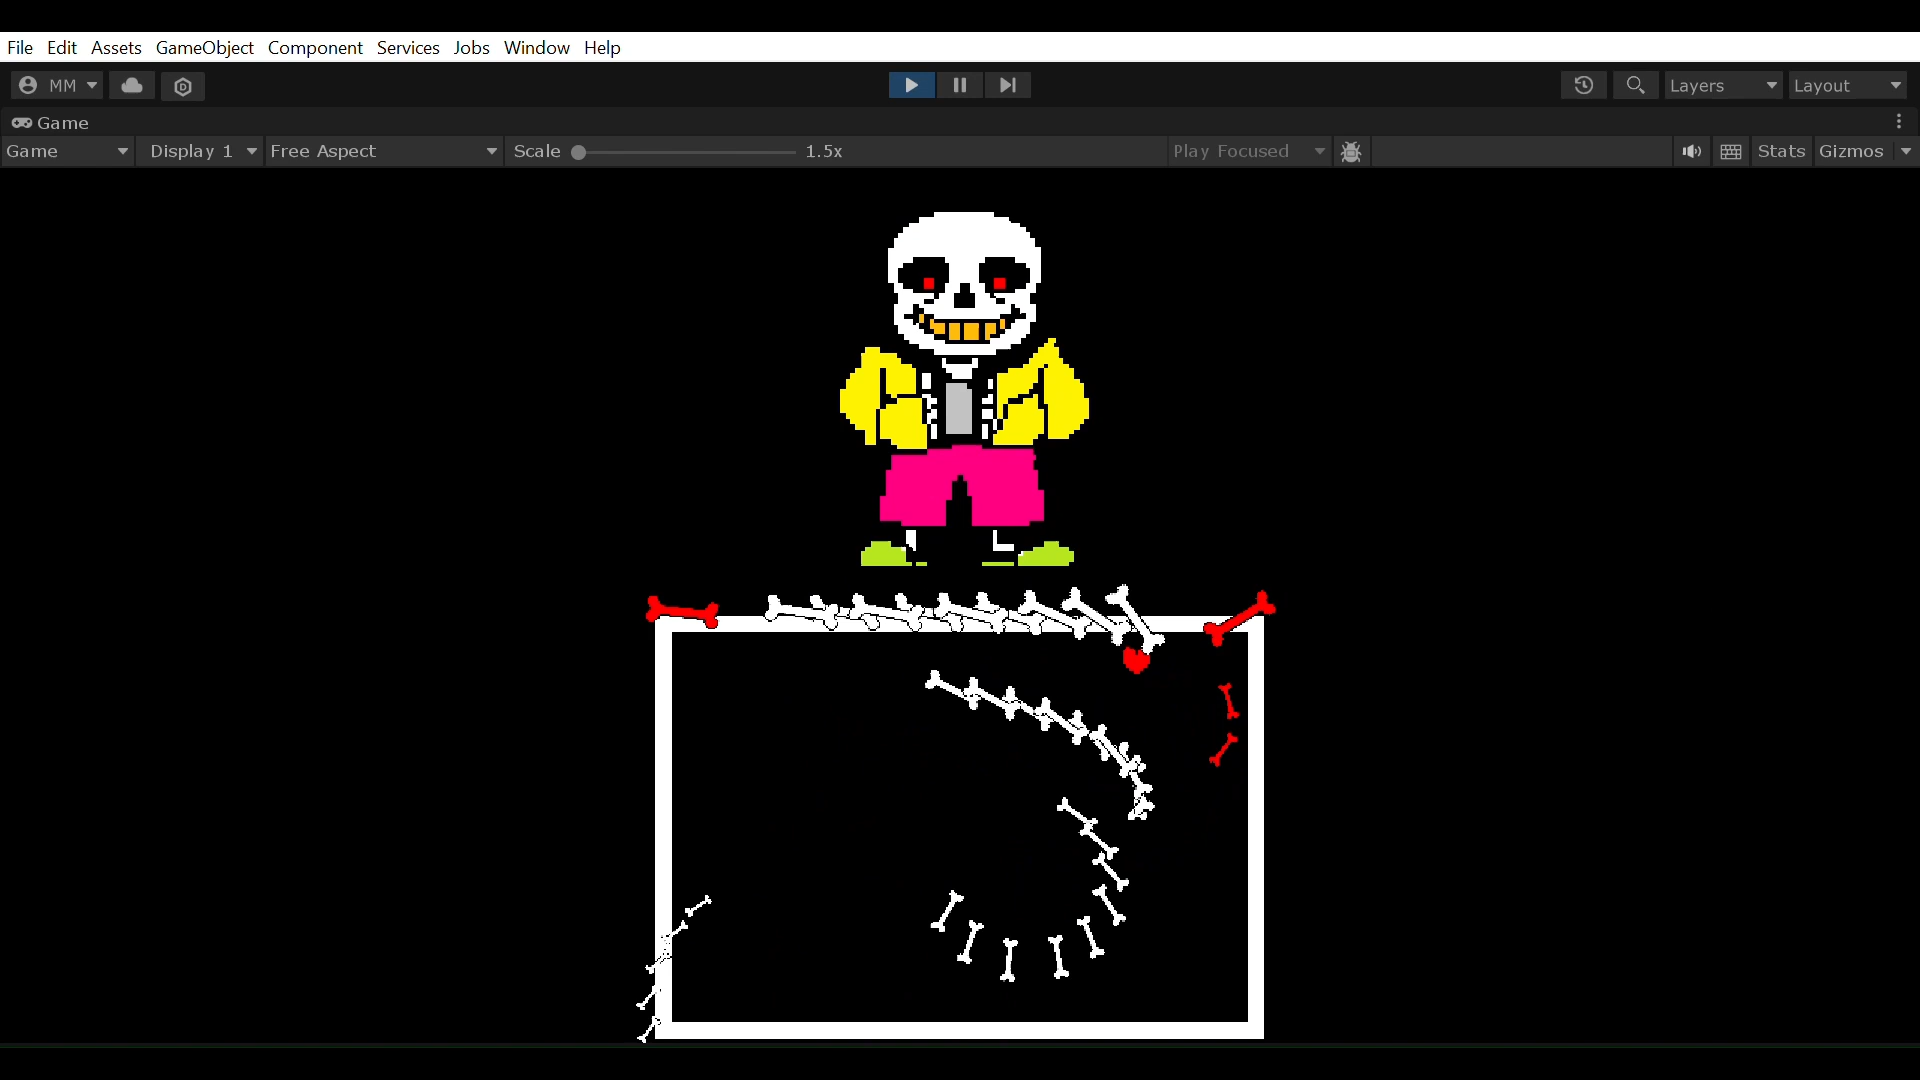 File Edit Assets GameObject Component Services Jobs Window Help
MM Layers Layout
Game
Game Display 1 Free Aspect Scale 1.5x Play Focused Stats Gizmos